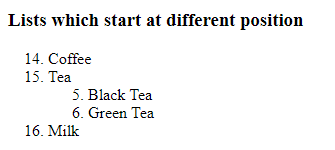 Lists which start at different position
14. Coffee
15. Tea
5. Black Tea
6. Green Tea
16. Milk